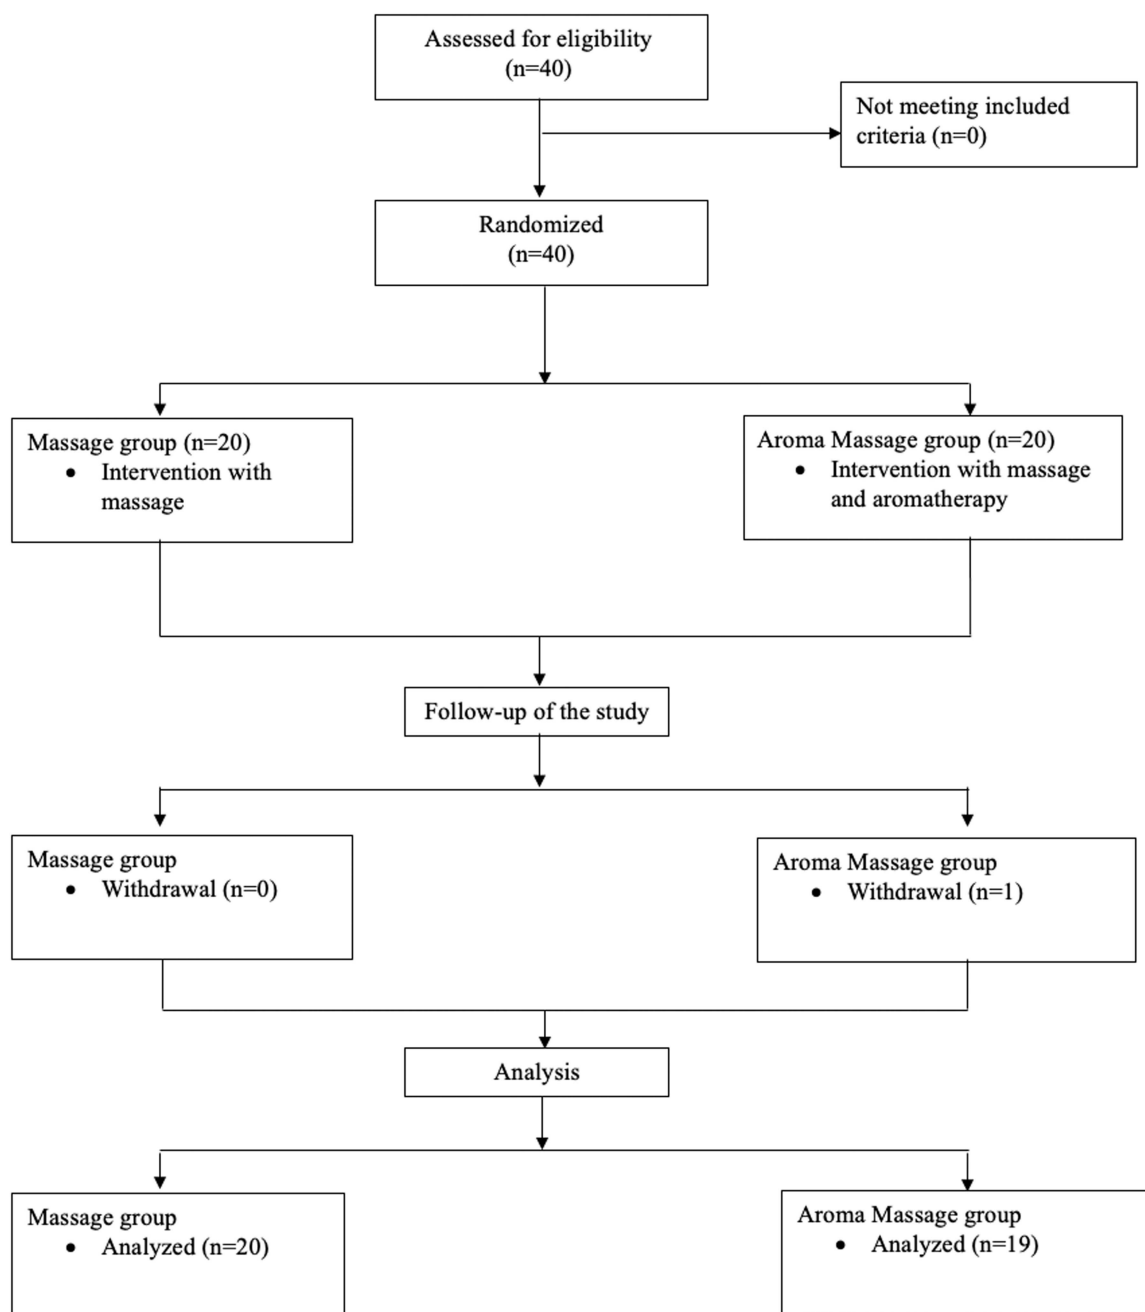 Assessed for eligibility
(n=40)
Not meeting included
criteria (n=0)
Randomized
(n=40)
Massage group (n=20)
• Intervention with
massage
Aroma Massage group (n=20)
• Intervention with massage
and aromatherapy
Follow-up of the study
Massage group
• Withdrawal (n=0)
Aroma Massage group
• Withdrawal (n=1)
Analysis
Massage group
• Analyzed (n=20)
Aroma Massage group
• Analyzed (n=19)